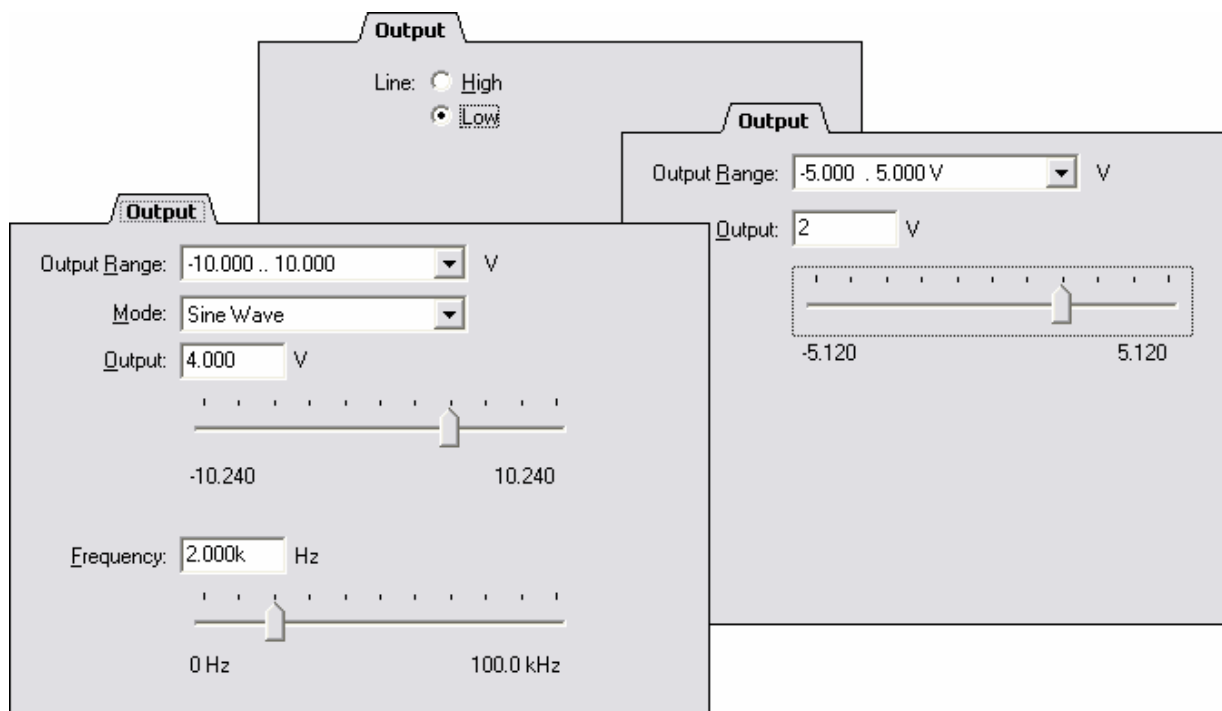 Output
Line: High
Low
Output
Output Range: -5.000 . 5.000 V V
Output: 2 V
-5.120 5.120
Output
Output Range: -10.000 .. 10.000 V
Mode: Sine Wave
Output: 4.000 V
-10.240 10.240
Frequency: 2.000k Hz
0 Hz 100.0 kHz